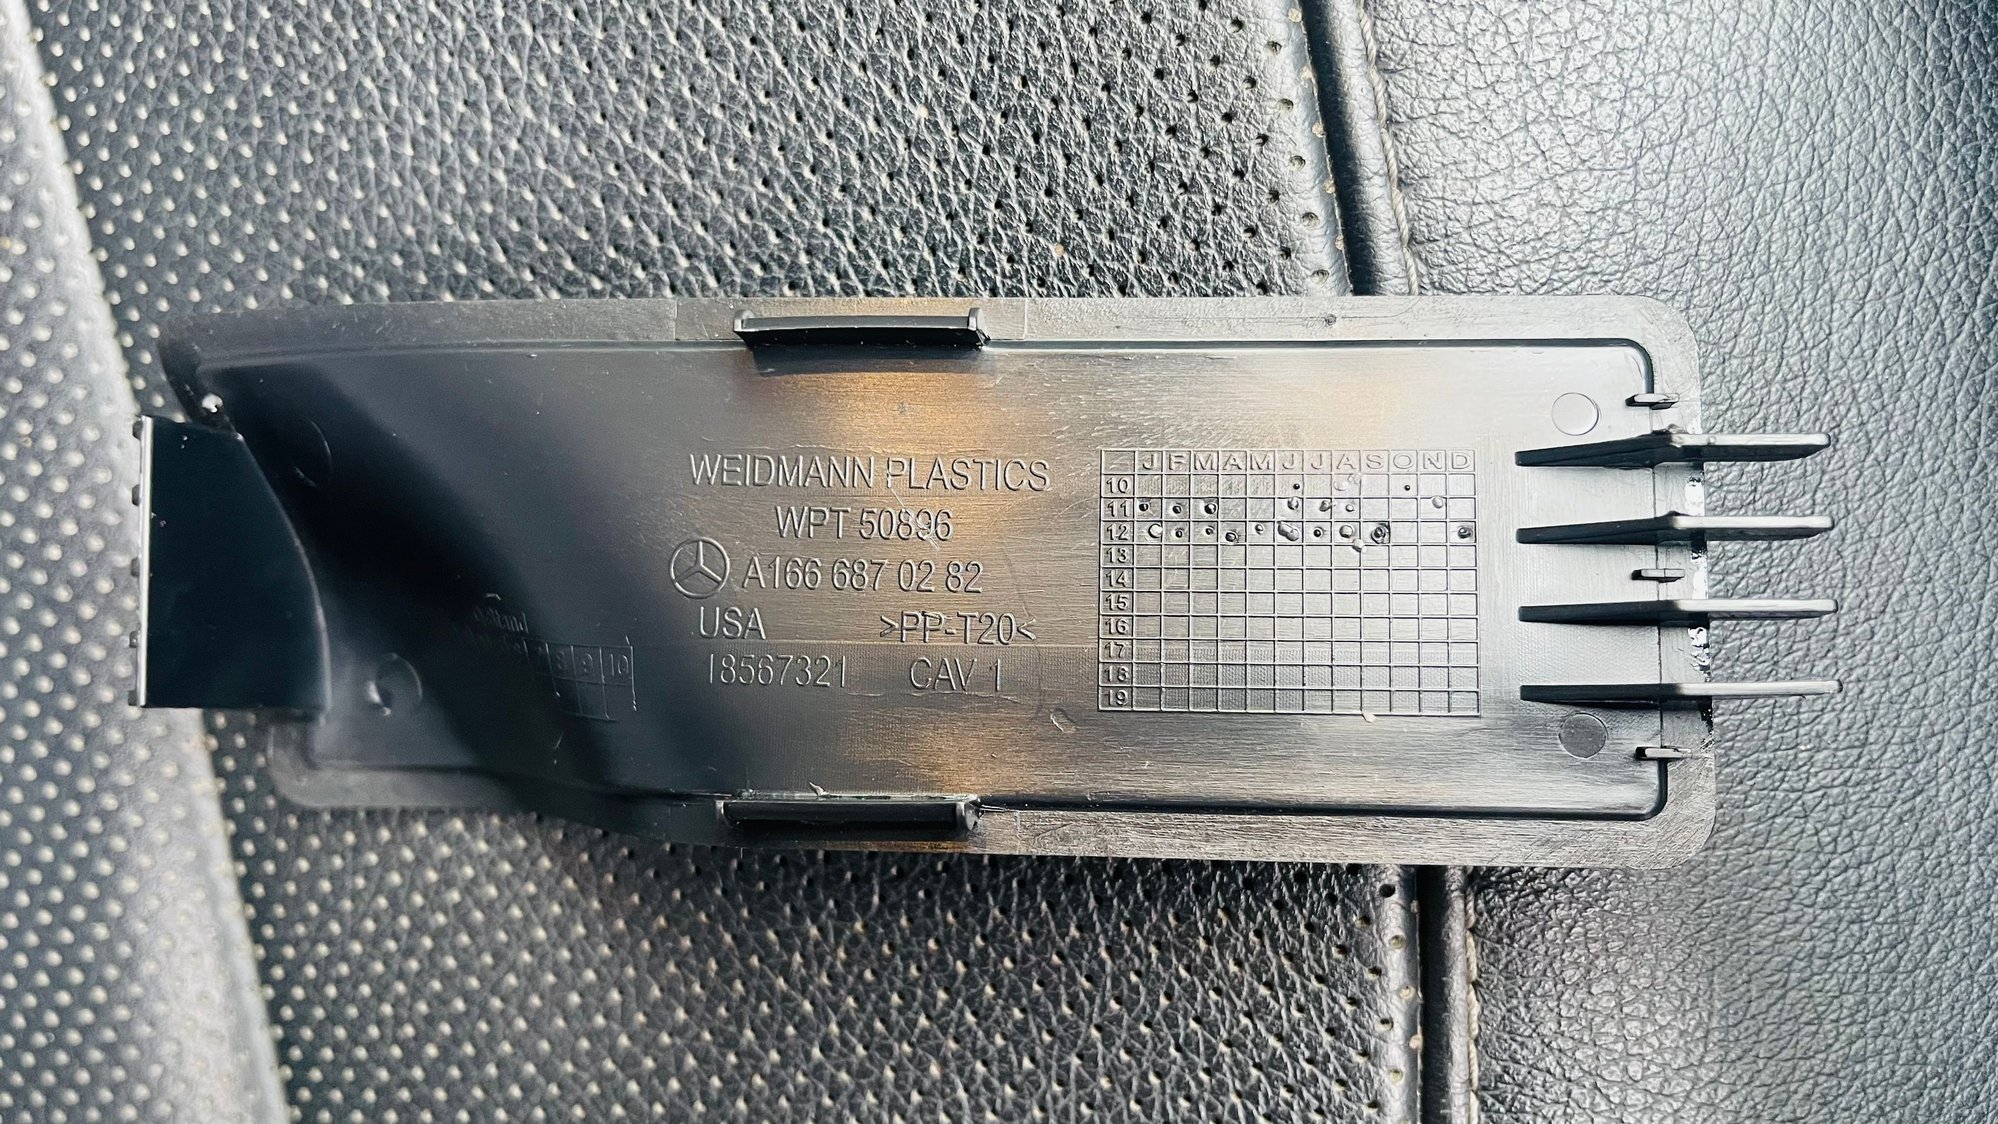 WEIDMANN PLASTICS
WPT 50896
A166 687 02 82
USA >PP-T20<
18567321 CAV 1
J F M A M J J A S O N D
10
11
12
13
14
15
16
17
18
19
7 8 9 10